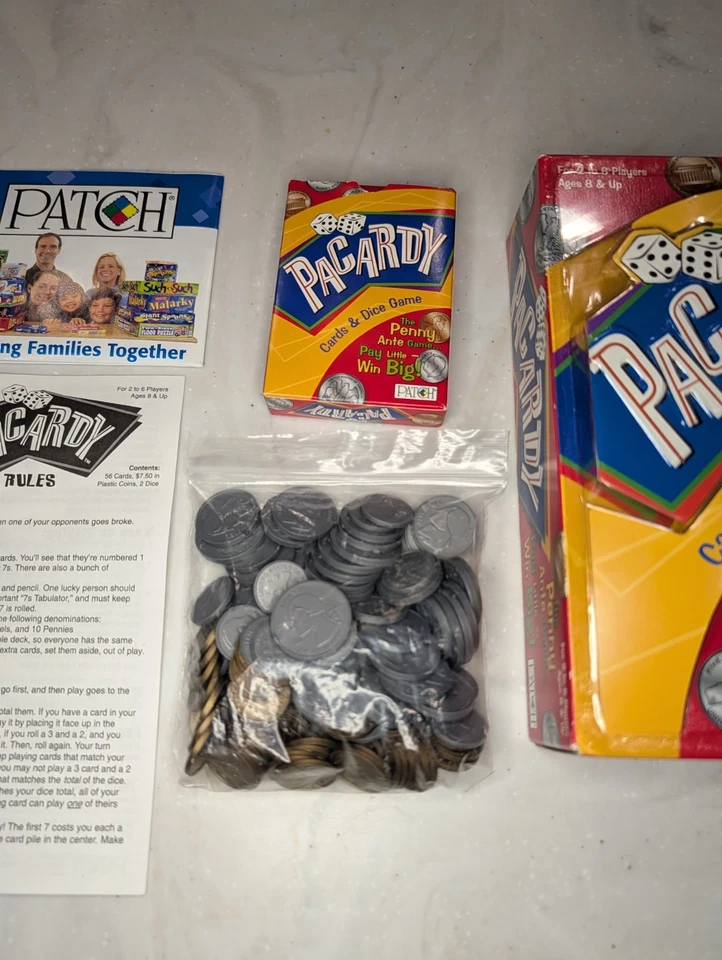 PATCH
Such & Such
Malarky
ng Families Together
For 2 to 6 Players
Ages 8 & Up
CARDY
RULES
Contents:
56 Cards, $7.50 in
Plastic Coins, 2 Dice
en one of your opponents goes broke.
ards. You'll see that they're numbered 1
7s. There are also a bunch of
and pencil. One lucky person should
ortant "7s Tabulator," and must keep
7 is rolled.
he following denominations:
els, and 10 Pennies
le deck, so everyone has the same
extra cards, set them aside, out of play.
go first, and then play goes to the
otal them. If you have a card in your
y it by placing it face up in the
, if you roll a 3 and a 2, and you
it. Then, roll again. Your turn
p playing cards that match your
you may not play a 3 card and a 2
hat matches the total of the dice.
hes your dice total, all of your
g card can play one of theirs
y! The first 7 costs you each a
e card pile in the center. Make
PACARDY
Cards & Dice Game
The
Penny
Ante Game...
Pay Little –
Win Big!
PATCH
PACARDY
For 2 to 6 Players
Ages 8 & Up
PACARDY
PAC
Ca
Penny